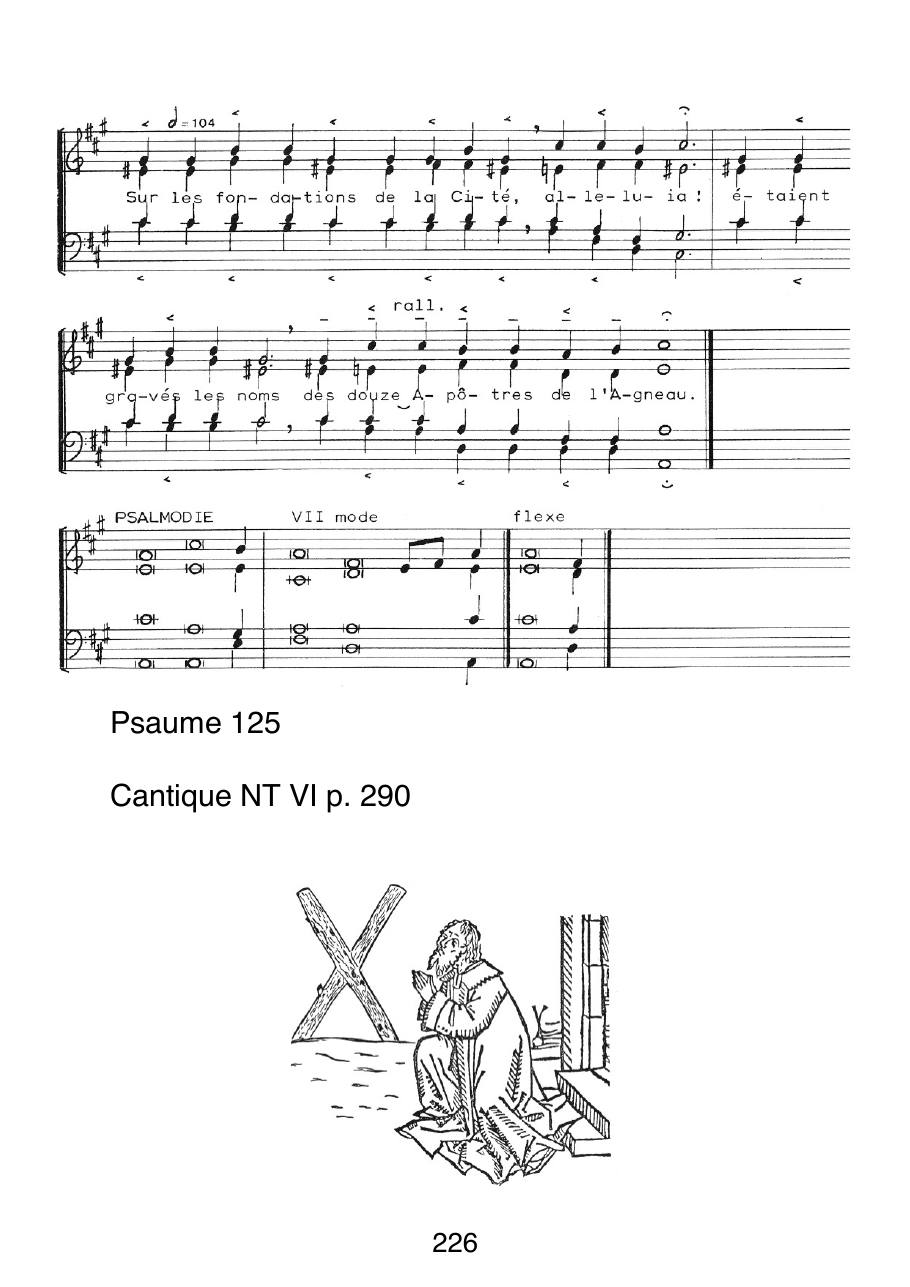 ♩=104
Sur les fon- da-tions de la Ci-té, al-le-lu- ia! é- taient
rall.
gra-vés les noms des douze A- pô- tres de l'A-gneau.
PSALMODIE VII mode flexe
Psaume 125
Cantique NT VI p. 290
226